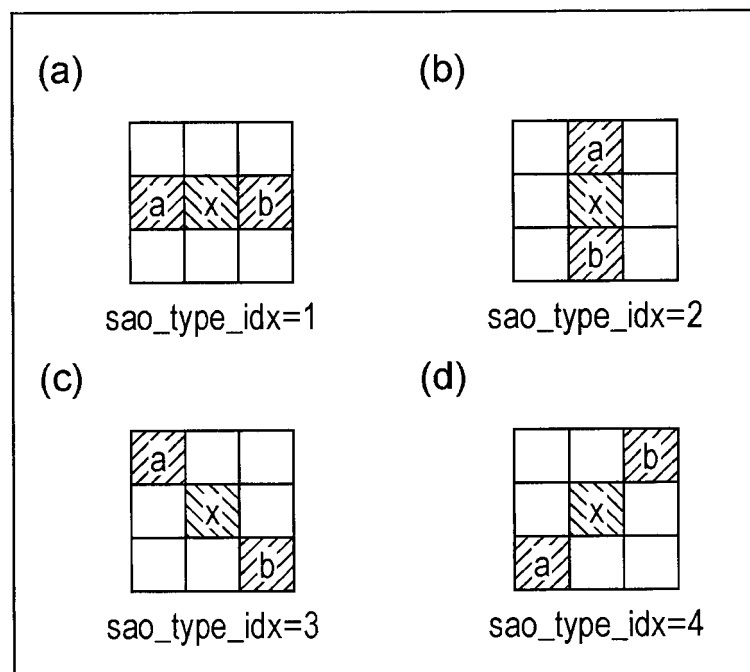 (a)
(b)
a x b
a
x
b
sao_type_idx=1
sao_type_idx=2
(c)
(d)
a
x
b
b
x
a
sao_type_idx=3
sao_type_idx=4